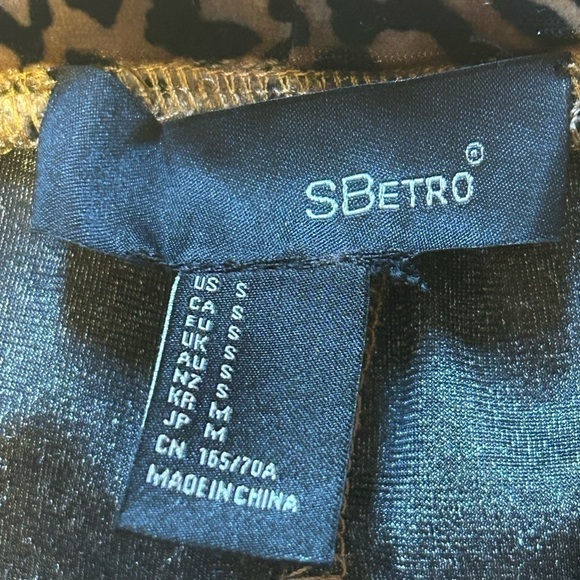 SBETRO®
US S
CA S
EU S
UK S
AU S
NZ S
KR M
JP M
CN 165/70A
MADE IN CHINA